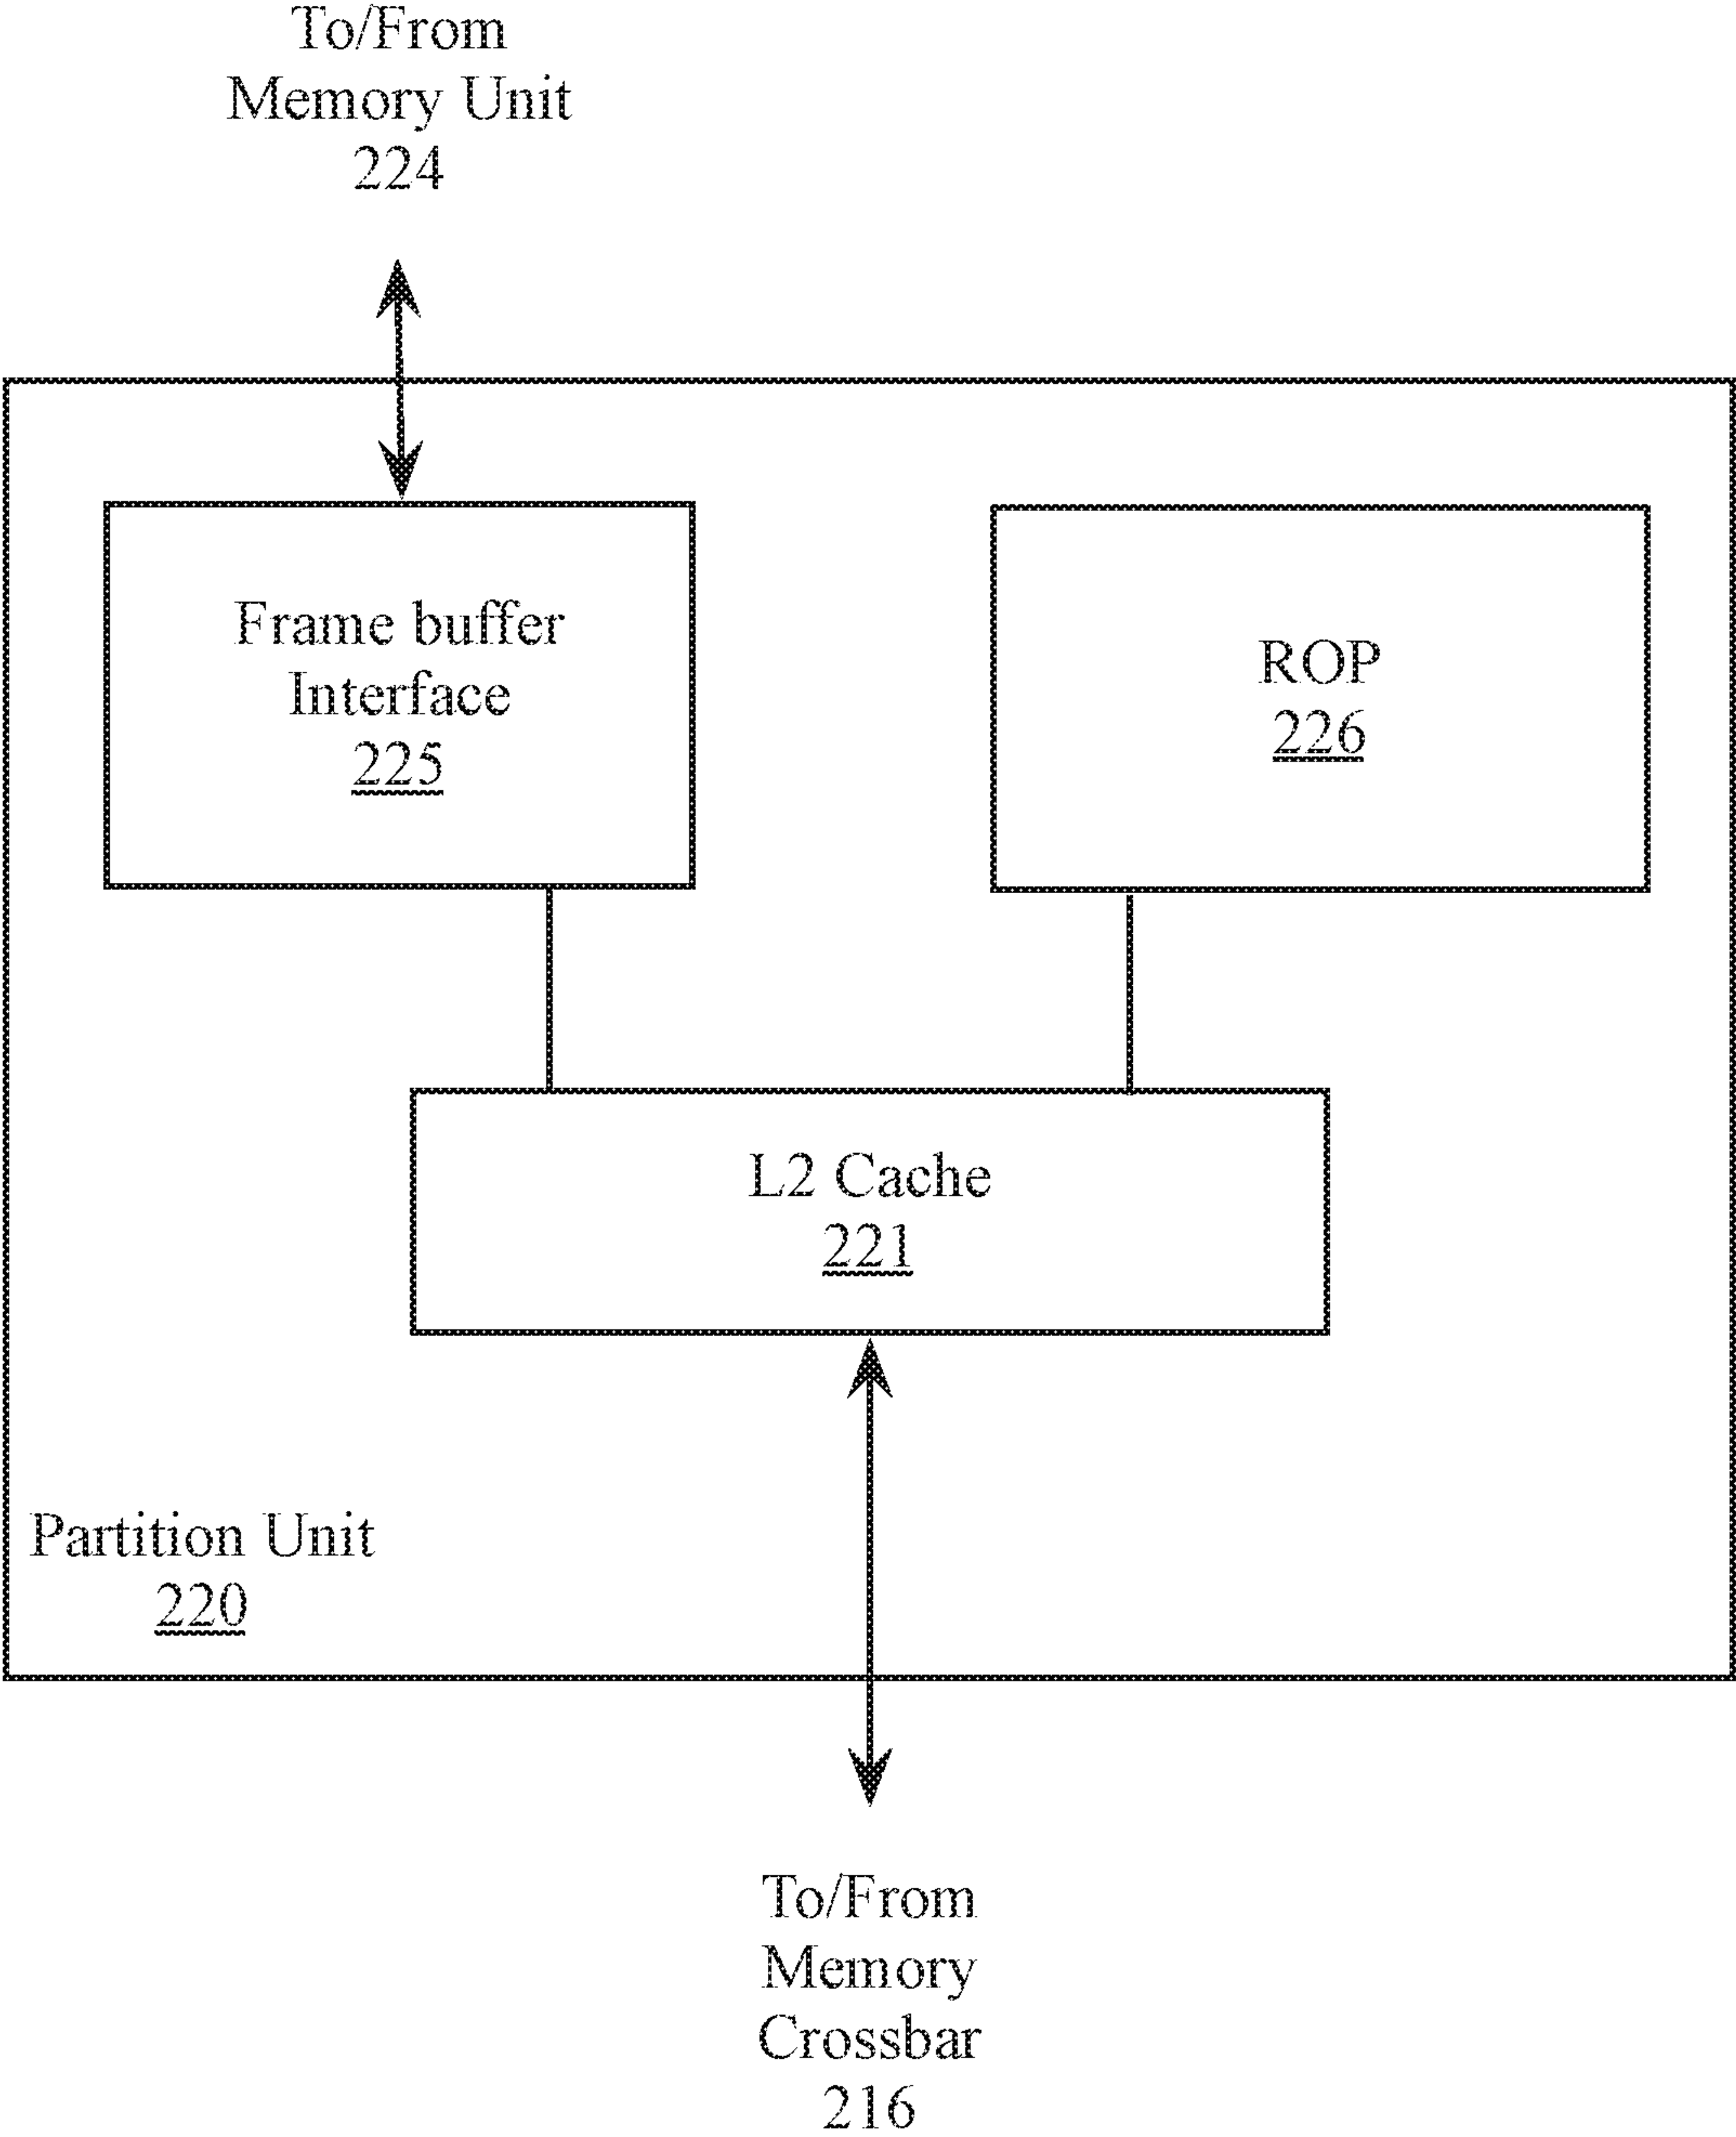 To/From
Memory Unit
224
Frame buffer
Interface
225
ROP
226
L2 Cache
221
Partition Unit
220
To/From
Memory
Crossbar
216